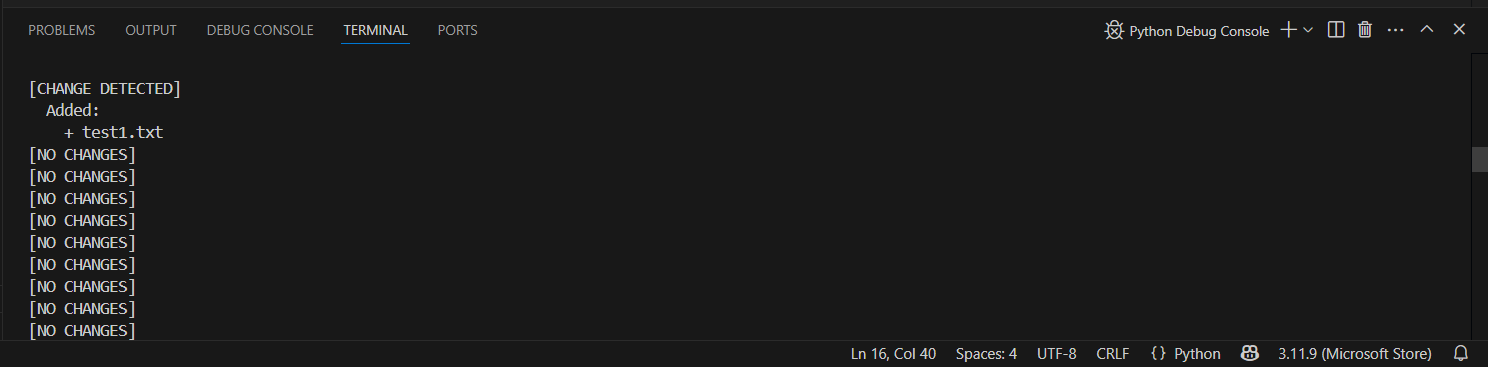 PROBLEMS OUTPUT DEBUG CONSOLE TERMINAL PORTS Python Debug Console
[CHANGE DETECTED]
  Added:
    + test1.txt
[NO CHANGES]
[NO CHANGES]
[NO CHANGES]
[NO CHANGES]
[NO CHANGES]
[NO CHANGES]
[NO CHANGES]
[NO CHANGES]
[NO CHANGES]
Ln 16, Col 40 Spaces: 4 UTF-8 CRLF {} Python 3.11.9 (Microsoft Store)